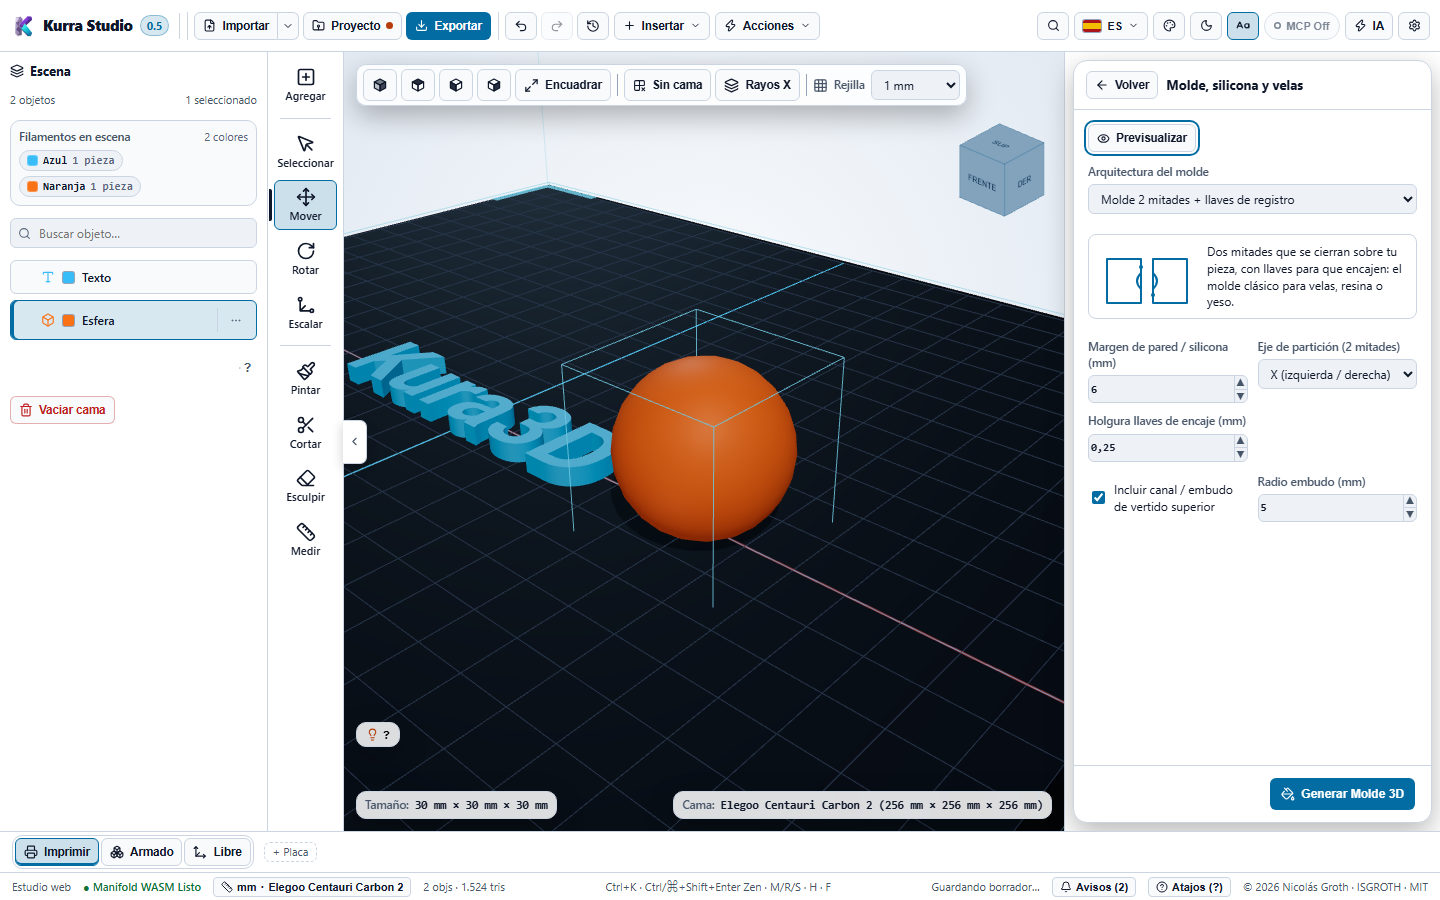 Kurra Studio 0.5
Importar
Proyecto
Exportar
Insertar
Acciones
ES
Aa
MCP Off
IA
Escena
2 objetos
1 seleccionado
Filamentos en escena
2 colores
Azul 1 pieza
Naranja 1 pieza
Buscar objeto...
Texto
Esfera
...
· ?
Vaciar cama
Agregar
Seleccionar
Mover
Rotar
Escalar
Pintar
Cortar
Esculpir
Medir
Encuadrar
Sin cama
Rayos X
Rejilla
1 mm
SUP
FRENTE
DER
Kurra3D
?
Tamaño: 30 mm × 30 mm × 30 mm
Cama: Elegoo Centauri Carbon 2 (256 mm × 256 mm × 256 mm)
Volver
Molde, silicona y velas
Previsualizar
Arquitectura del molde
Molde 2 mitades + llaves de registro
Dos mitades que se cierran sobre tu
pieza, con llaves para que encajen: el
molde clásico para velas, resina o
yeso.
Margen de pared / silicona
(mm)
6
Eje de partición (2 mitades)
X (izquierda / derecha)
Holgura llaves de encaje (mm)
0,25
Incluir canal / embudo
de vertido superior
Radio embudo (mm)
5
Generar Molde 3D
Imprimir
Armado
Libre
+ Placa
Estudio web
Manifold WASM Listo
mm · Elegoo Centauri Carbon 2
2 objs · 1.524 tris
Ctrl+K · Ctrl/⌘+Shift+Enter Zen · M/R/S · H · F
Guardando borrador...
Avisos (2)
Atajos (?)
© 2026 Nicolás Groth · ISGROTH · MIT